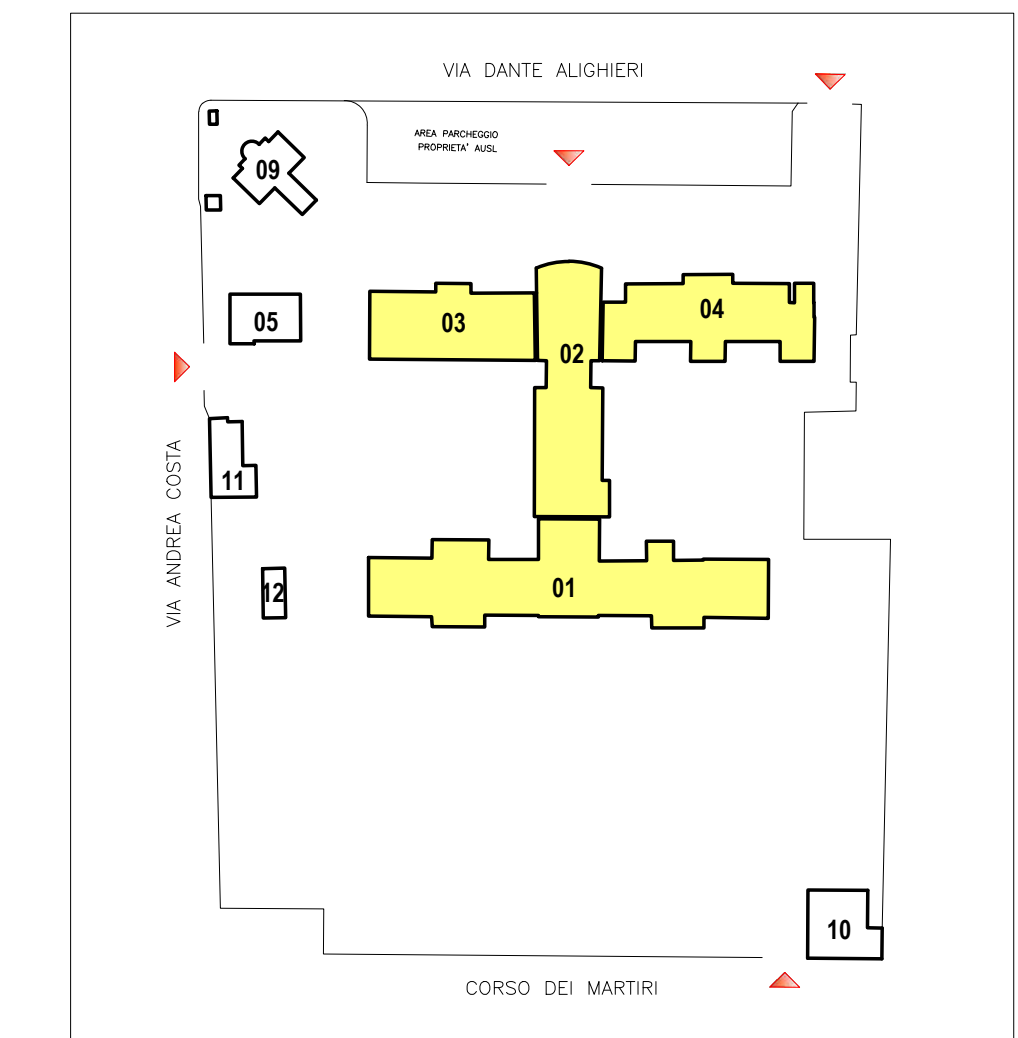 VIA DANTE ALIGHIERI
AREA PARCHEGGIO
PROPRIETA' AUSL
09
05
03
02
04
11
VIA ANDREA COSTA
12
01
10
CORSO DEI MARTIRI